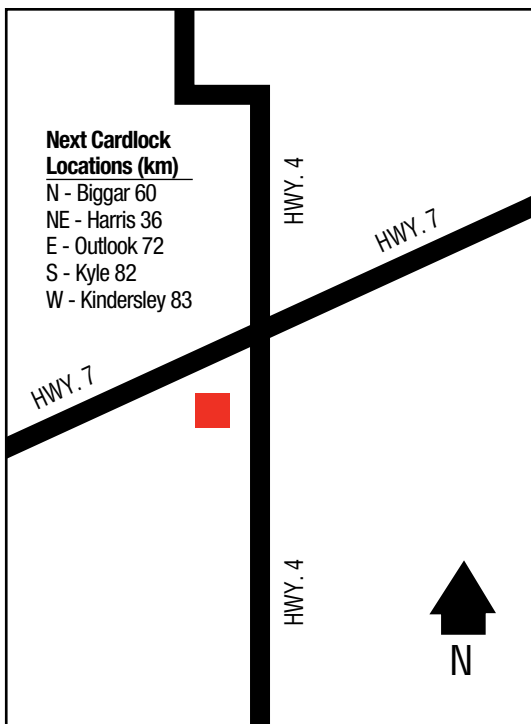 Next Cardlock
Locations (km)
N - Biggar 60
NE - Harris 36
E - Outlook 72
S - Kyle 82
W - Kindersley 83
HWY. 4
HWY. 7
HWY. 7
HWY. 4
N